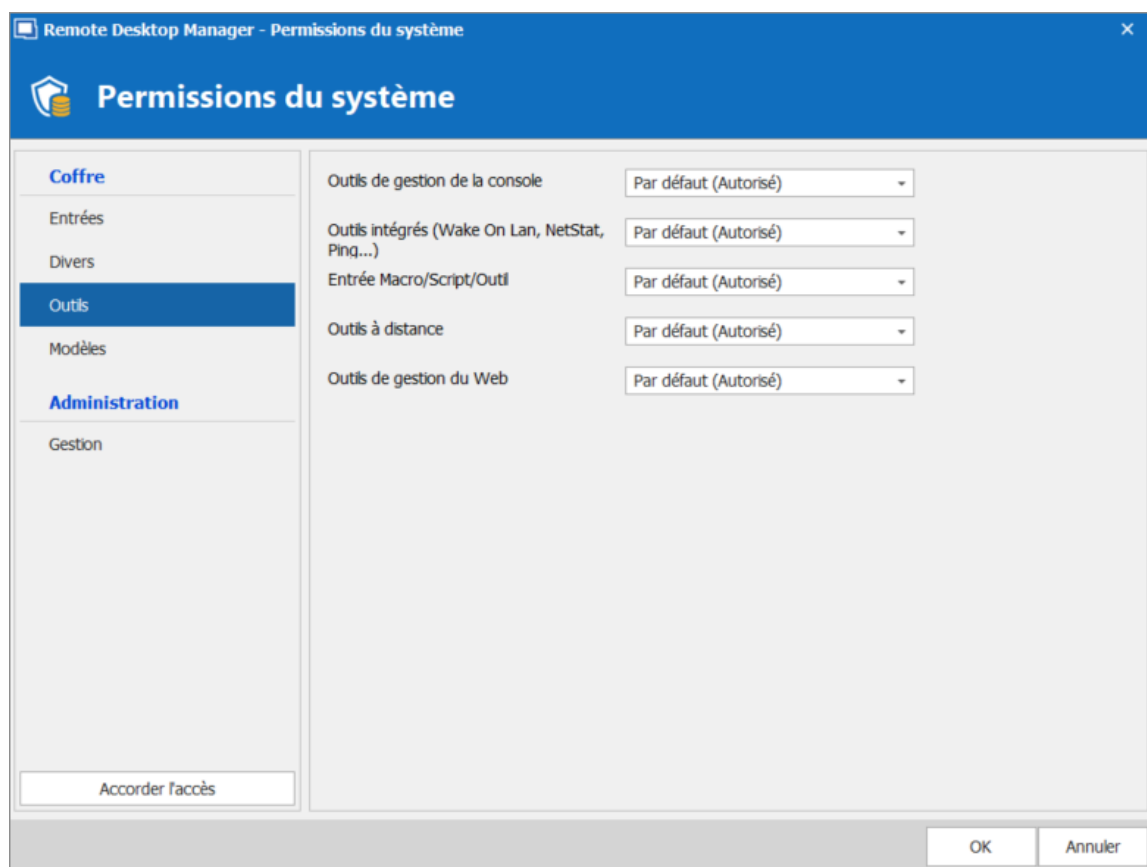 Remote Desktop Manager - Permissions du système
Permissions du système
Coffre
Entrées
Divers
Outils
Modèles
Administration
Gestion
Accorder l'accès
Outils de gestion de la console
Par défaut (Autorisé)
Outils intégrés (Wake On Lan, NetStat,
Ping...)
Par défaut (Autorisé)
Entrée Macro/Script/Outil
Par défaut (Autorisé)
Outils à distance
Par défaut (Autorisé)
Outils de gestion du Web
Par défaut (Autorisé)
OK
Annuler